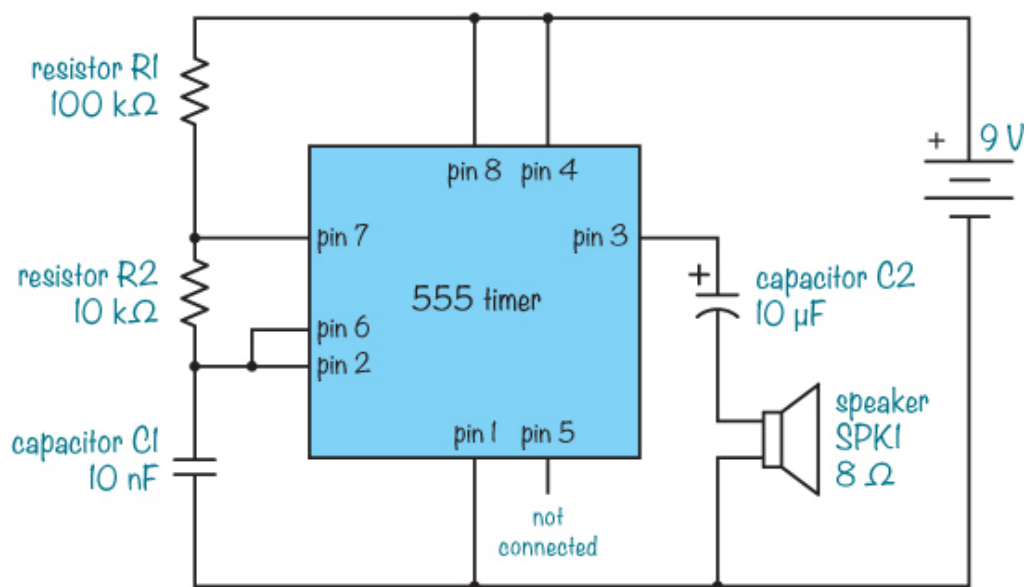 resistor R1
100 kΩ
pin 8
pin 4
+
9 V
pin 7
pin 3
resistor R2
10 kΩ
555 timer
+
capacitor C2
10 µF
pin 6
pin 2
capacitor C1
10 nF
pin 1
pin 5
speaker
SPK1
8 Ω
not
connected